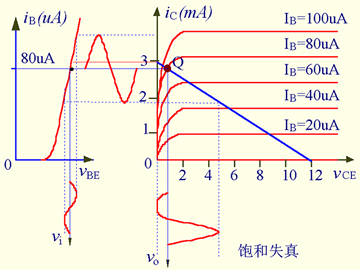 iB(uA)
80uA
0
vBE
vi
iC(mA)
3
2
1
0
Q
IB=100uA
IB=80uA
IB=60uA
IB=40uA
IB=20uA
2 4 6 8 10 12
vCE
vo
饱和失真